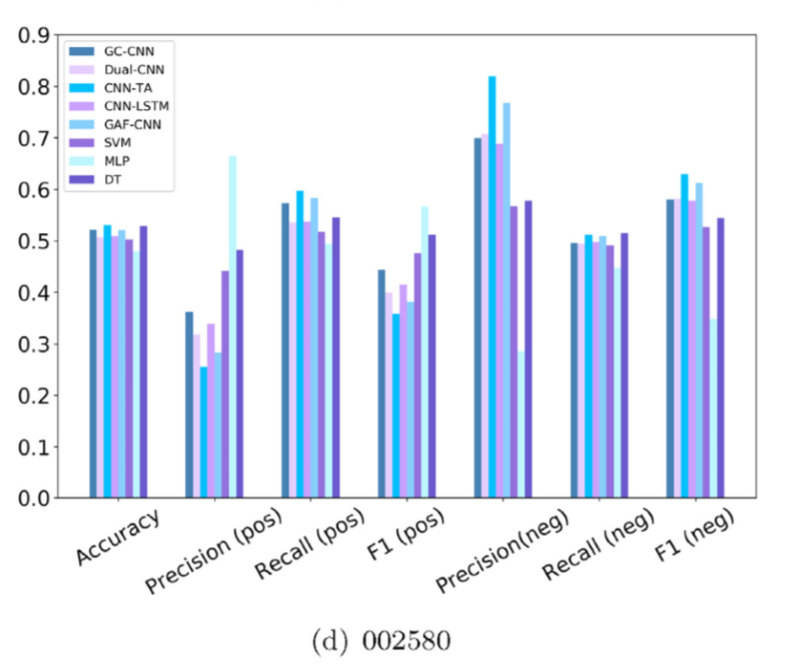 0.9
0.8
0.7
0.6
0.5
0.4
0.3
0.2
0.1
0.0
GC-CNN
Dual-CNN
CNN-TA
CNN-LSTM
GAF-CNN
SVM
MLP
DT
Accuracy
Precision (pos)
Recall (pos)
F1 (pos)
Precision(neg)
Recall (neg)
F1 (neg)
(d) 002580